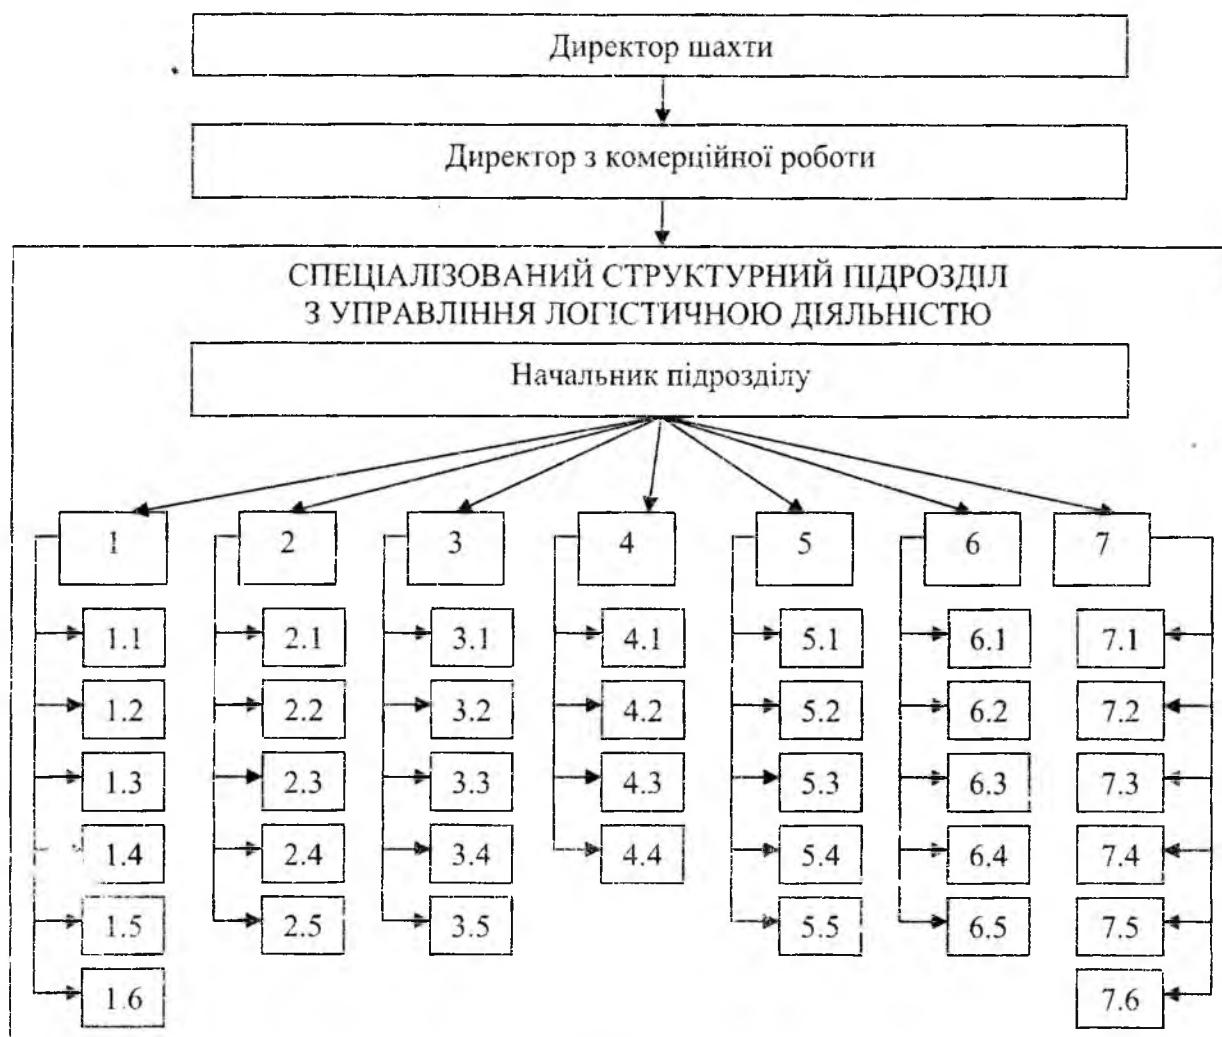 Директор шахти
Директор з комерційної роботи
СПЕЦІАЛІЗОВАНИЙ СТРУКТУРНИЙ ПІДРОЗДІЛ
З УПРАВЛІННЯ ЛОГІСТИЧНОЮ ДІЯЛЬНІСТЮ
Начальник підрозділу
1 2 3 4 5 6 7
1.1 2.1 3.1 4.1 5.1 6.1 7.1
1.2 2.2 3.2 4.2 5.2 6.2 7.2
1.3 2.3 3.3 4.3 5.3 6.3 7.3
1.4 2.4 3.4 4.4 5.4 6.4 7.4
1.5 2.5 3.5 5.5 6.5 7.5
1.6 7.6